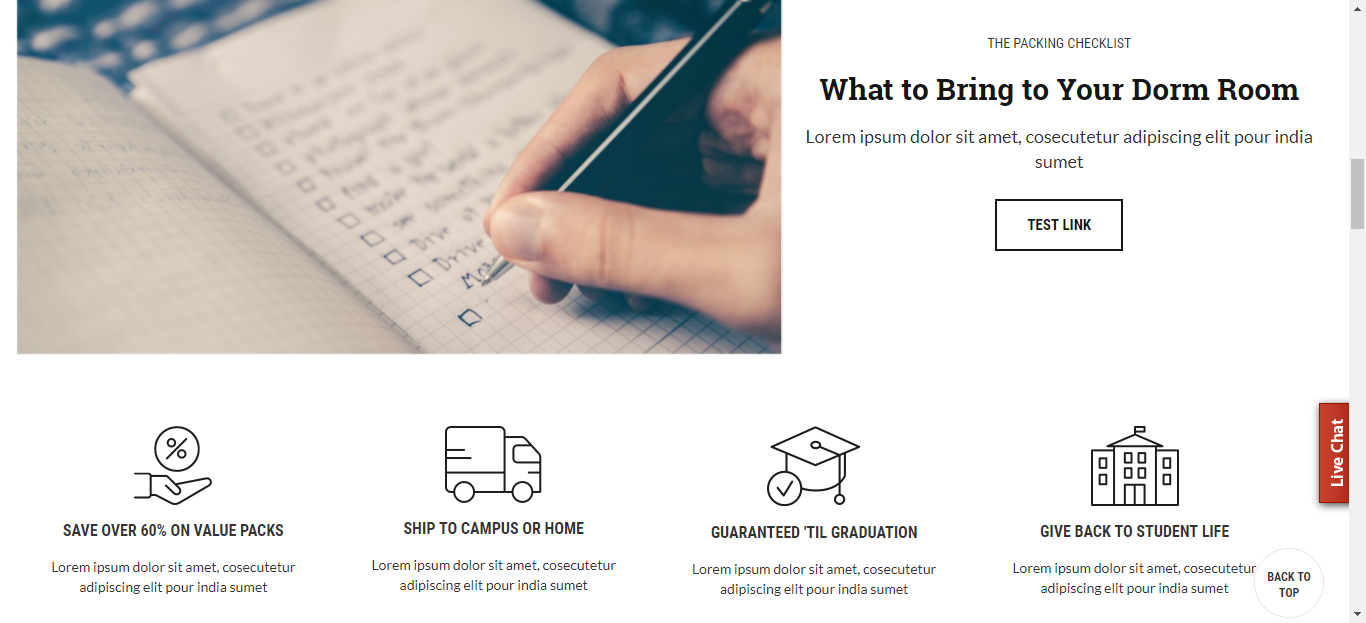 THE PACKING CHECKLIST
What to Bring to Your Dorm Room
Lorem ipsum dolor sit amet, cosecutetur adipiscing elit pour india
sumet
TEST LINK
Live Chat
SAVE OVER 60% ON VALUE PACKS
Lorem ipsum dolor sit amet, cosecutetur
adipiscing elit pour india sumet
SHIP TO CAMPUS OR HOME
Lorem ipsum dolor sit amet, cosecutetur
adipiscing elit pour india sumet
GUARANTEED 'TIL GRADUATION
Lorem ipsum dolor sit amet, cosecutetur
adipiscing elit pour india sumet
GIVE BACK TO STUDENT LIFE
Lorem ipsum dolor sit amet, cosecutetur
adipiscing elit pour india sumet
BACK TO
TOP